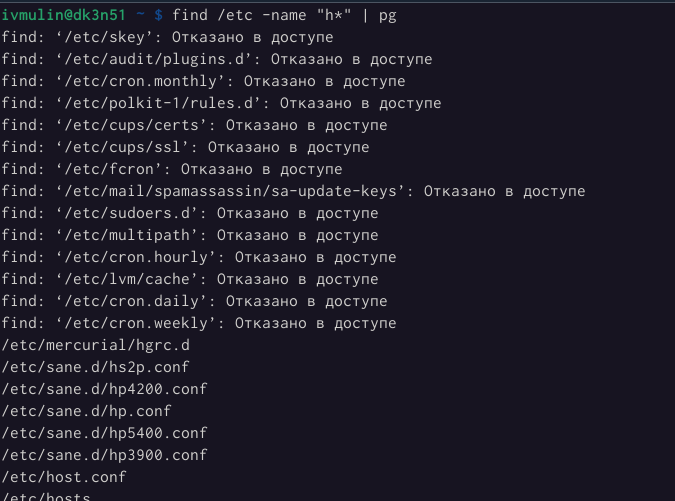 ivmulin@dk3n51 ~ $ find /etc -name "h*" | pg
find: ‘/etc/skey’: Отказано в доступе
find: ‘/etc/audit/plugins.d’: Отказано в доступе
find: ‘/etc/cron.monthly’: Отказано в доступе
find: ‘/etc/polkit-1/rules.d’: Отказано в доступе
find: ‘/etc/cups/certs’: Отказано в доступе
find: ‘/etc/cups/ssl’: Отказано в доступе
find: ‘/etc/fcron’: Отказано в доступе
find: ‘/etc/mail/spamassassin/sa-update-keys’: Отказано в доступе
find: ‘/etc/sudoers.d’: Отказано в доступе
find: ‘/etc/multipath’: Отказано в доступе
find: ‘/etc/cron.hourly’: Отказано в доступе
find: ‘/etc/lvm/cache’: Отказано в доступе
find: ‘/etc/cron.daily’: Отказано в доступе
find: ‘/etc/cron.weekly’: Отказано в доступе
/etc/mercurial/hgrc.d
/etc/sane.d/hs2p.conf
/etc/sane.d/hp4200.conf
/etc/sane.d/hp.conf
/etc/sane.d/hp5400.conf
/etc/sane.d/hp3900.conf
/etc/host.conf
/etc/hosts